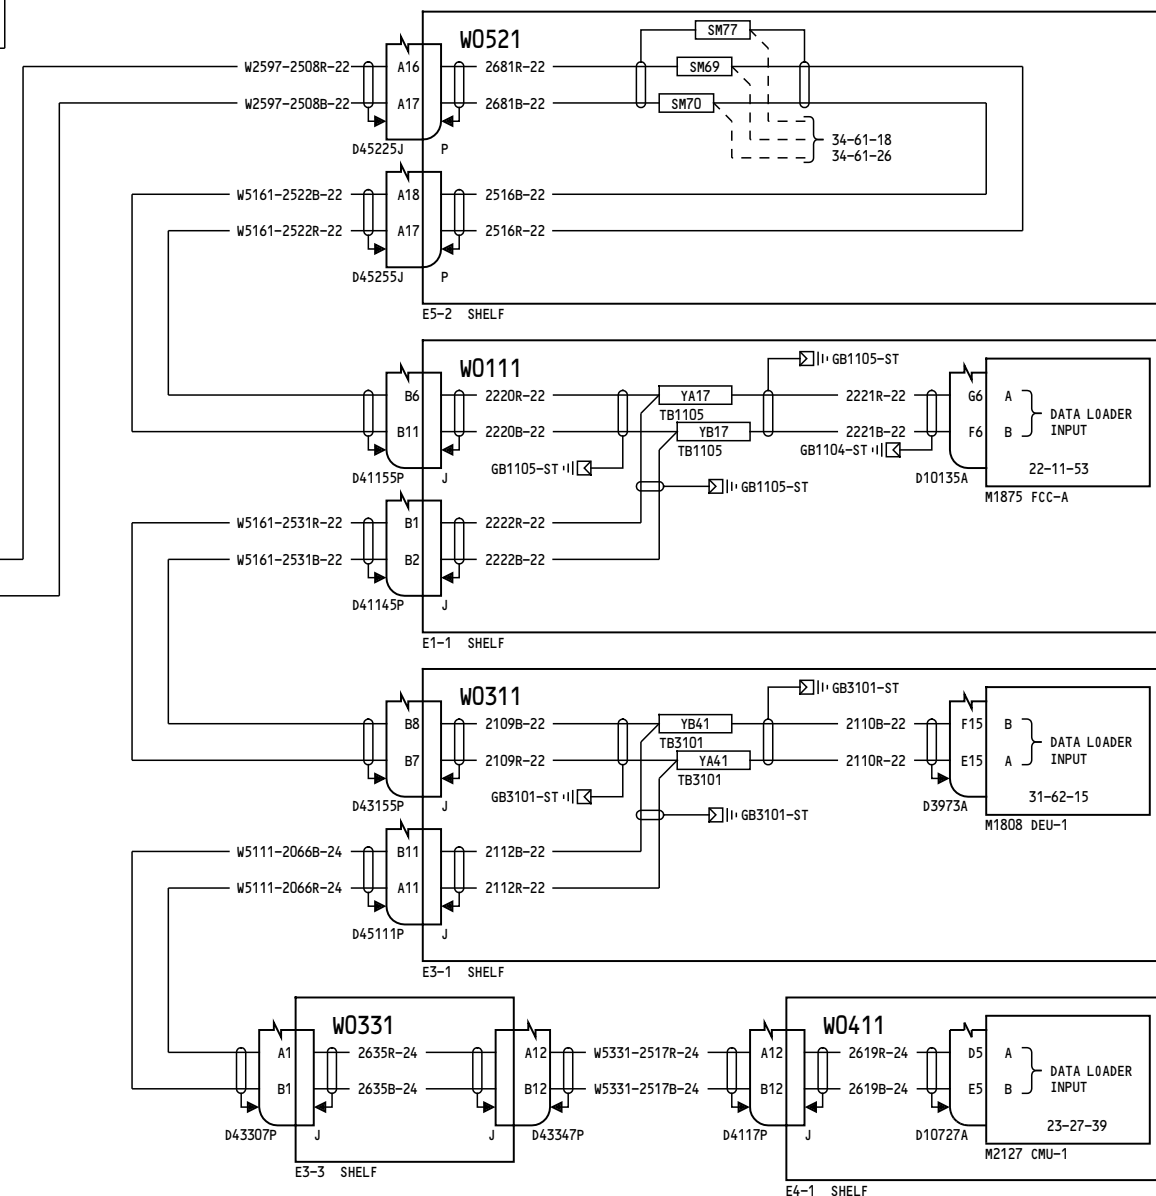 W0521
SM77
W2597-2508R-22 A16 2681R-22 SM69
W2597-2508B-22 A17 2681B-22 SM70
34-61-18
34-61-26
D45225J P
W5161-2522B-22 A18 2516B-22
W5161-2522R-22 A17 2516R-22
D45255J P
E5-2 SHELF
W0111
GB1105-ST
B6 2220R-22 YA17 2221R-22 G6 A
TB1105
DATA LOADER
INPUT
B11 2220B-22 YB17 2221B-22 F6 B
TB1105
GB1104-ST
GB1105-ST
22-11-53
D41155P J
D10135A
GB1105-ST
M1875 FCC-A
W5161-2531R-22 B1 2222R-22
W5161-2531B-22 B2 2222B-22
D41145P J
E1-1 SHELF
W0311
GB3101-ST
B8 2109B-22 YB41 2110B-22 F15 B
TB3101
DATA LOADER
INPUT
B7 2109R-22 YA41 2110R-22 E15 A
TB3101
GB3101-ST
31-62-15
D43155P J
D3973A
GB3101-ST
M1808 DEU-1
W5111-2066B-24 B11 2112B-22
W5111-2066R-24 A11 2112R-22
D45111P J
E3-1 SHELF
W0331
W0411
A1 2635R-24 A12 W5331-2517R-24 A12 2619R-24 D5 A
DATA LOADER
INPUT
B1 2635B-24 B12 W5331-2517B-24 B12 2619B-24 E5 B
23-27-39
D43307P J J D43347P D4117P J D10727A
M2127 CMU-1
E3-3 SHELF
E4-1 SHELF